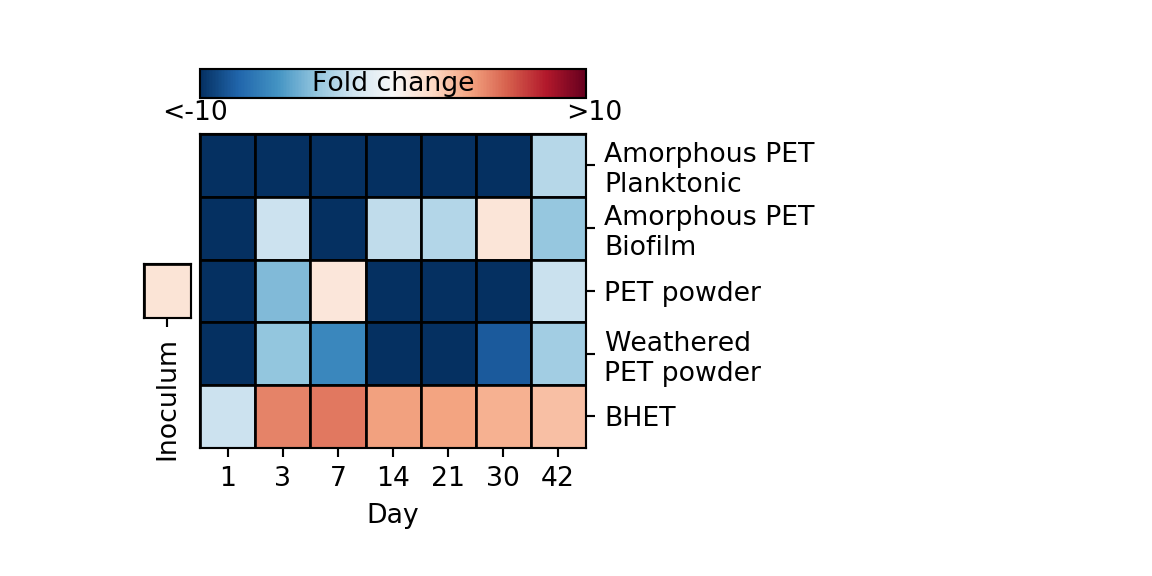 Fold change
<-10 >10
Amorphous PET
Planktonic
Amorphous PET
Biofilm
PET powder
Weathered
PET powder
BHET
Inoculum
1 3 7 14 21 30 42
Day